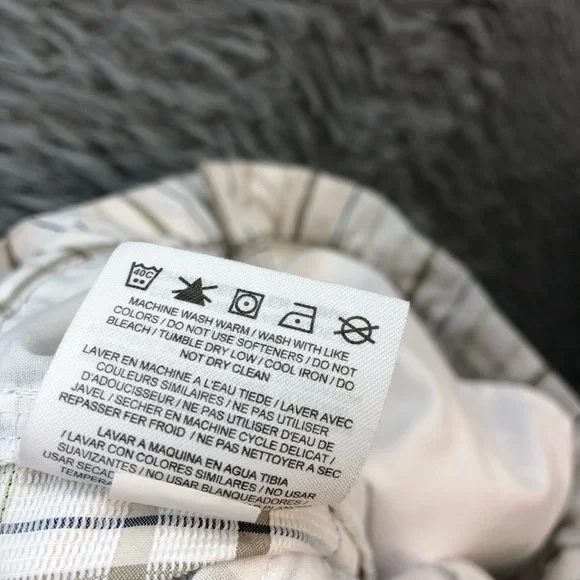 40C
MACHINE WASH WARM / WASH WITH LIKE
COLORS / DO NOT USE SOFTENERS / DO NOT
BLEACH / TUMBLE DRY LOW / COOL IRON / DO
NOT DRY CLEAN
LAVER EN MACHINE A L'EAU TIEDE / LAVER AVEC
COULEURS SIMILAIRES / NE PAS UTILISER
D'ADOUCISSEUR / NE PAS UTILISER D'EAU DE
JAVEL / SECHER EN MACHINE CYCLE DELICAT /
REPASSER FER FROID / NE PAS NETTOYER A SEC
/ LAVAR A MAQUINA EN AGUA TIBIA
/ LAVAR CON COLORES SIMILARES / NO USAR
SUAVIZANTES / NO USAR BLANQUEADORES /
USAR SECAD
TEMPERA